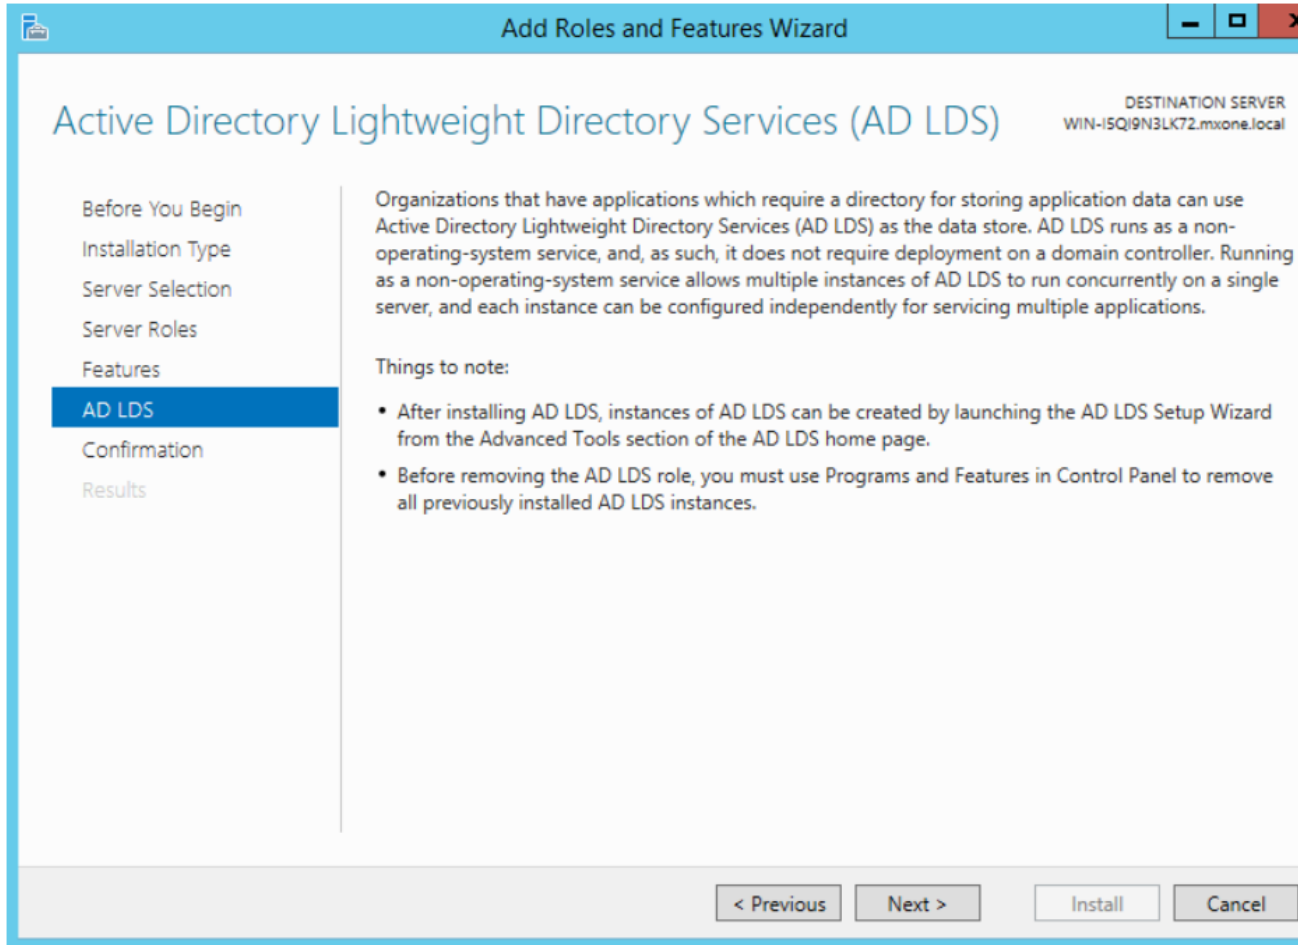 Add Roles and Features Wizard
Active Directory Lightweight Directory Services (AD LDS)
DESTINATION SERVER
WIN-I5QI9N3LK72.mxone.local
Before You Begin
Installation Type
Server Selection
Server Roles
Features
AD LDS
Confirmation
Results
Organizations that have applications which require a directory for storing application data can use
Active Directory Lightweight Directory Services (AD LDS) as the data store. AD LDS runs as a non-
operating-system service, and, as such, it does not require deployment on a domain controller. Running
as a non-operating-system service allows multiple instances of AD LDS to run concurrently on a single
server, and each instance can be configured independently for servicing multiple applications.
Things to note:
• After installing AD LDS, instances of AD LDS can be created by launching the AD LDS Setup Wizard
from the Advanced Tools section of the AD LDS home page.
• Before removing the AD LDS role, you must use Programs and Features in Control Panel to remove
all previously installed AD LDS instances.
< Previous
Next >
Install
Cancel